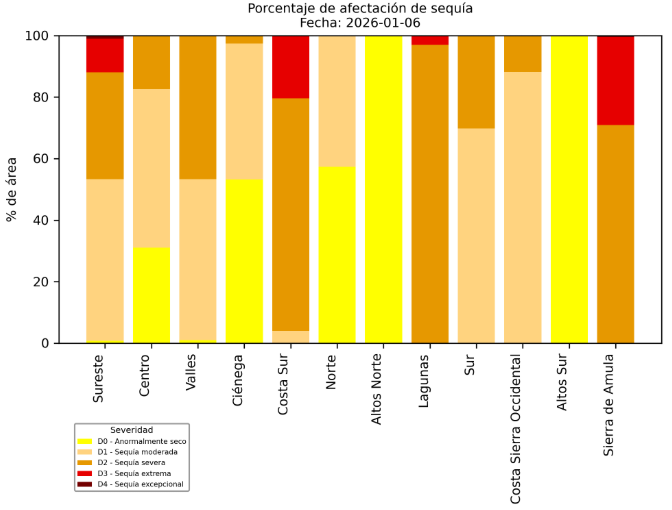 Porcentaje de afectación de sequía
Fecha: 2026-01-06
% de área
100
80
60
40
20
0
Sureste
Centro
Valles
Ciénega
Costa Sur
Norte
Altos Norte
Lagunas
Sur
Costa Sierra Occidental
Altos Sur
Sierra de Amula
Severidad
D0 - Anormalmente seco
D1 - Sequía moderada
D2 - Sequía severa
D3 - Sequía extrema
D4 - Sequía excepcional